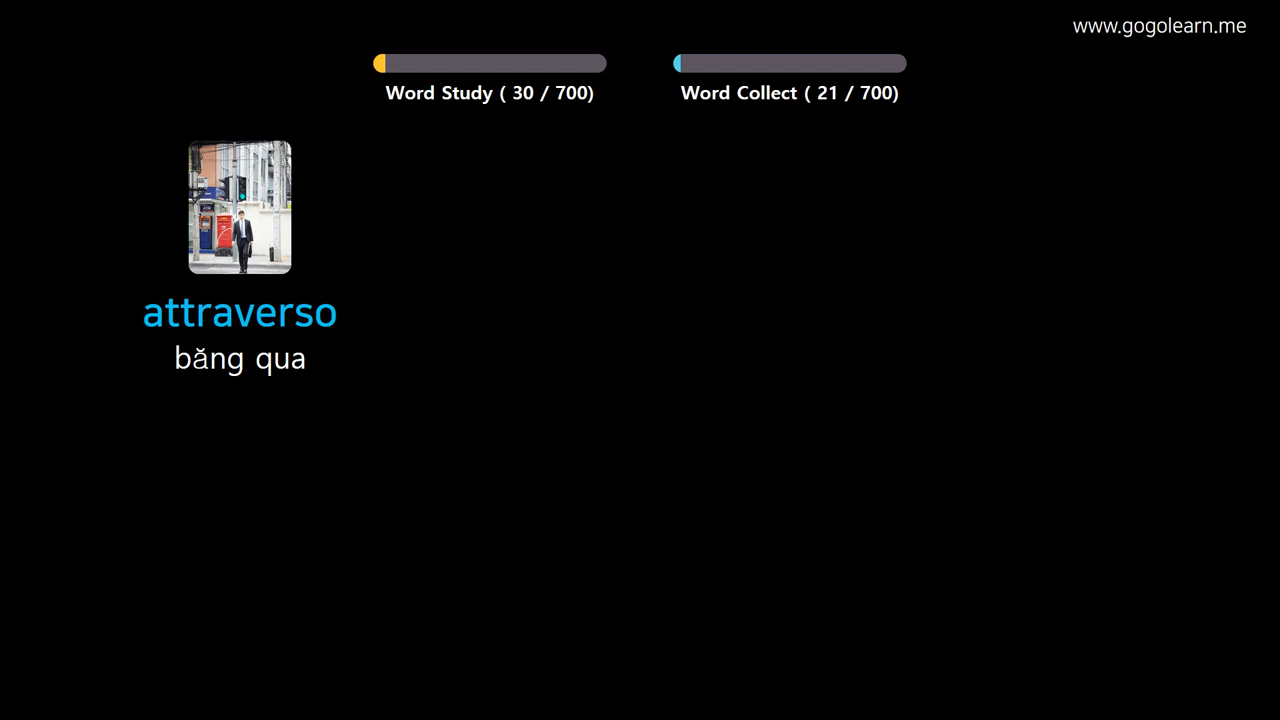 www.gogolearn.me
Word Study ( 30 / 700)
Word Collect ( 21 / 700)
attraverso
băng qua